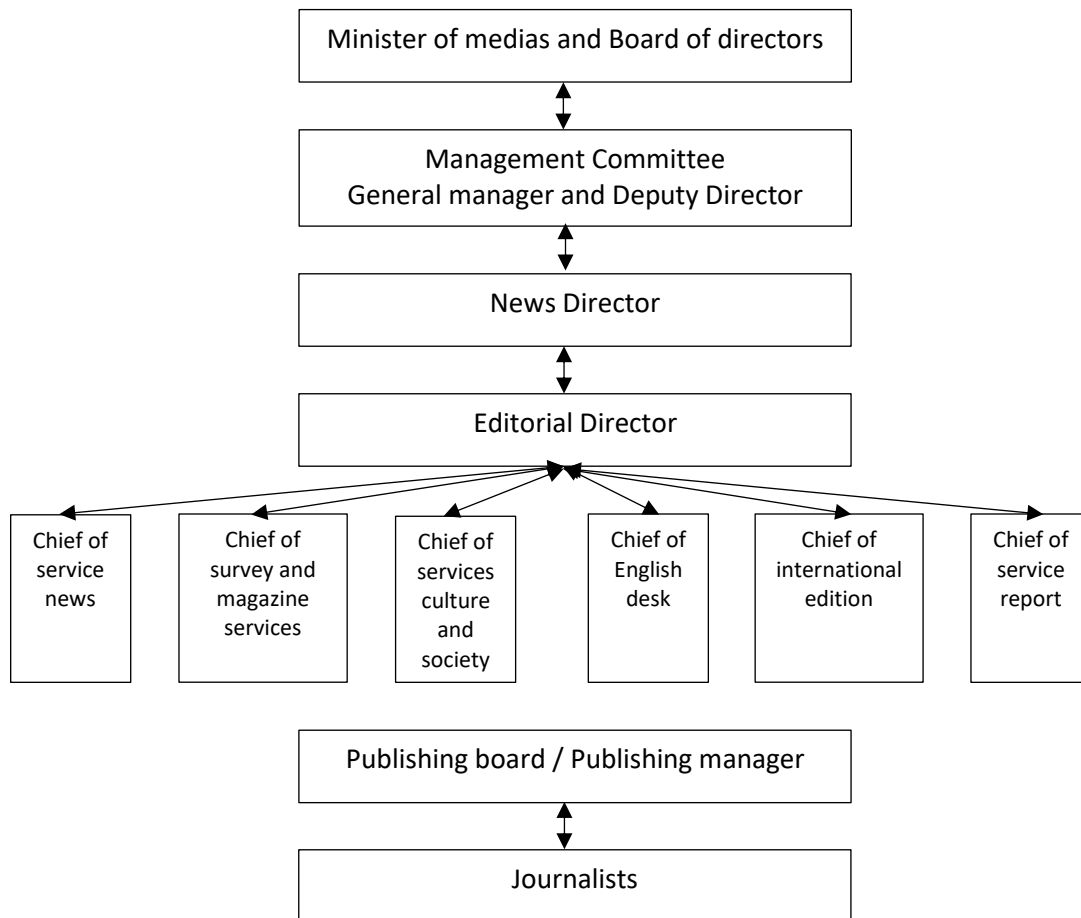 Minister of medias and Board of directors
Management Committee
General manager and Deputy Director
News Director
Editorial Director
Chief of
service
news
Chief of
survey and
magazine
services
Chief of
services
culture
and
society
Chief of
English
desk
Chief of
international
edition
Chief of
service
report
Publishing board / Publishing manager
Journalists